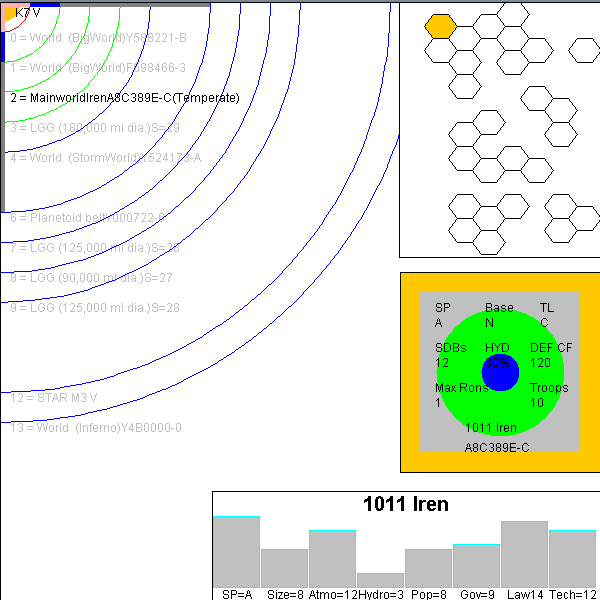 K7 V
0 = World (BigWorld)Y588221-B
1 = World (BigWorld)F598466-3
2 = MainworldIrenA8C389E-C(Temperate)
3 = LGG (180,000 mi dia.)S=29
4 = World (StormWorld)Y524173-A
6 = Planetoid belt
7 = LGG (125,000 mi dia.)S=28
8 = LGG (90,000 mi dia.)S=27
9 = LGG (125,000 mi dia.)S=28
12 = STAR M3 V
13 = World (Inferno)Y4B0000-0
SP Base TL
A N C
SDBs HYD DEF CF
12 30% 120
Max Rons Troops
1 10
1011 Iren
A8C389E-C
1011 Iren
SP=A Size=8 Atmo=12 Hydro=3 Pop=8 Gov=9 Law14 Tech=12